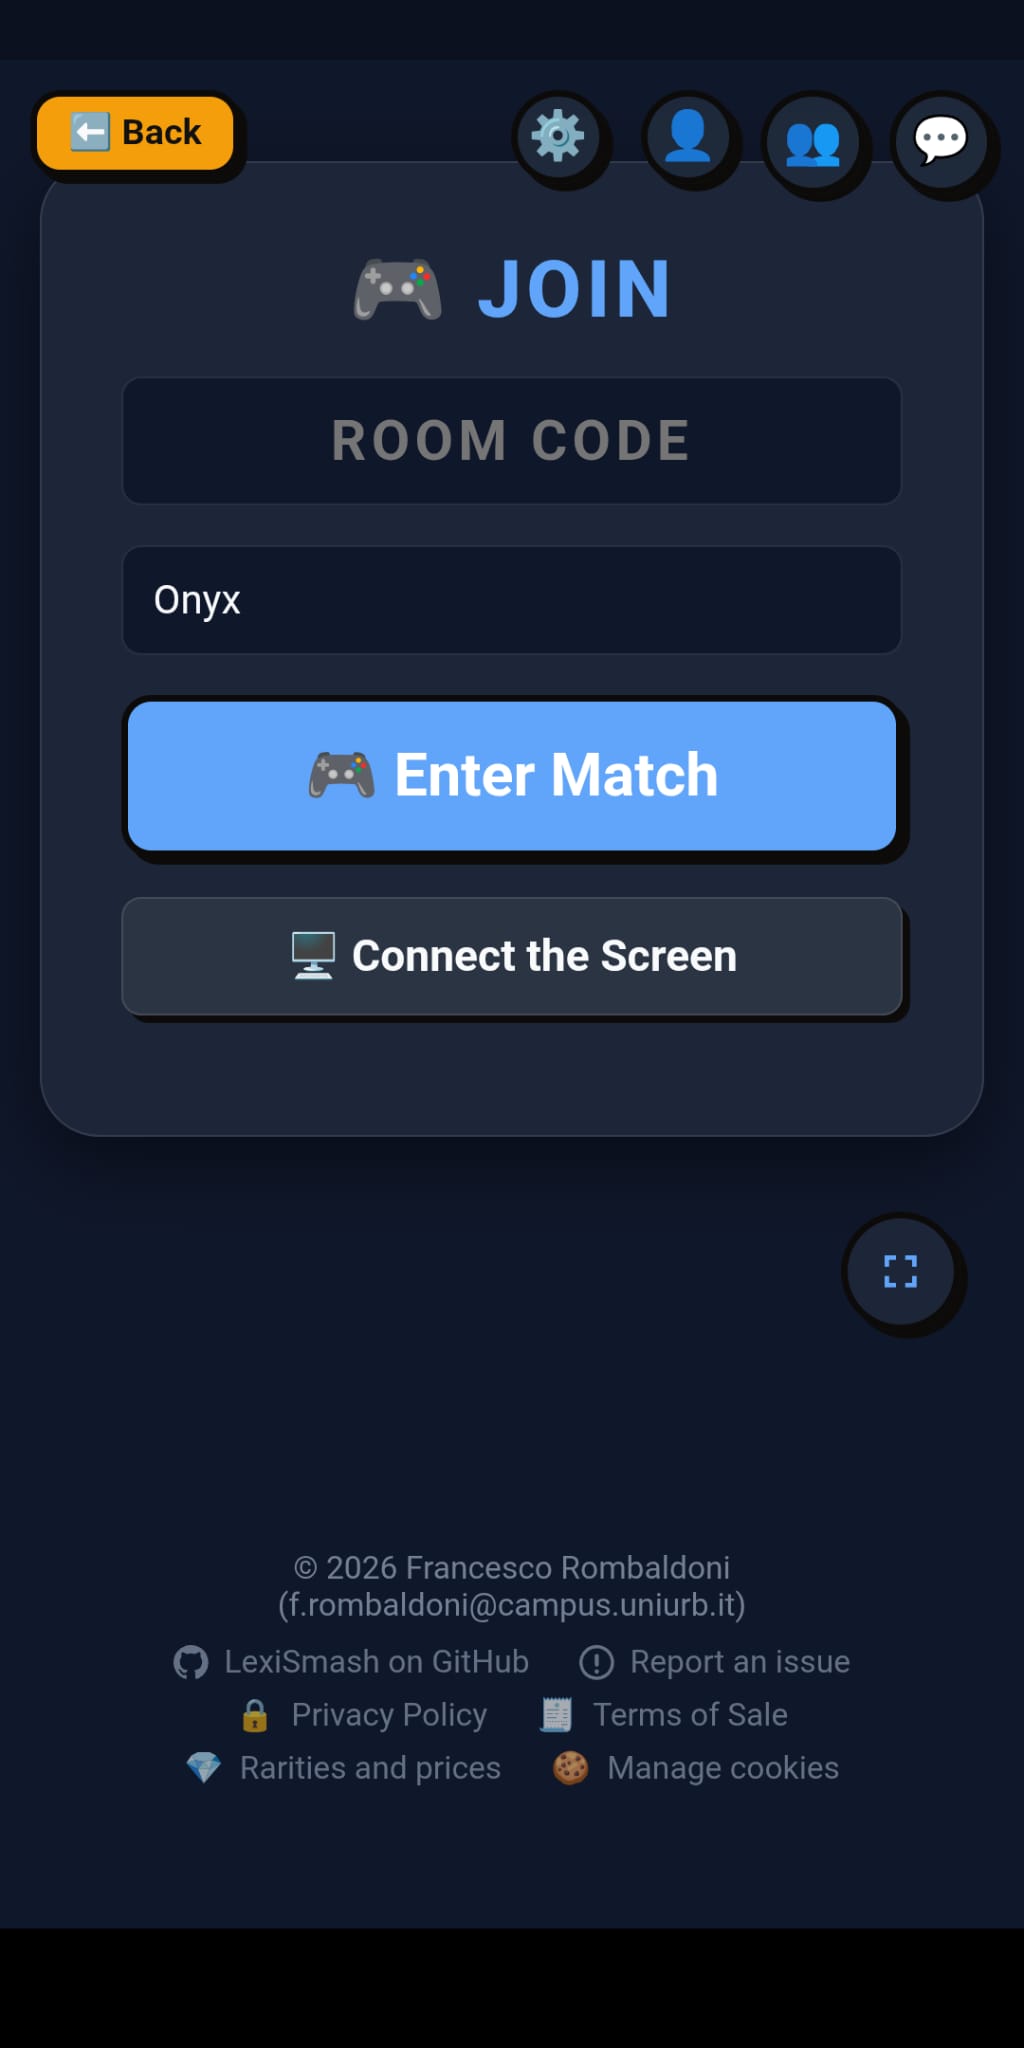 Back
JOIN
ROOM CODE
Onyx
Enter Match
Connect the Screen
© 2026 Francesco Rombaldoni
(f.rombaldoni@campus.uniurb.it)
LexiSmash on GitHub Report an issue
Privacy Policy Terms of Sale
Rarities and prices Manage cookies